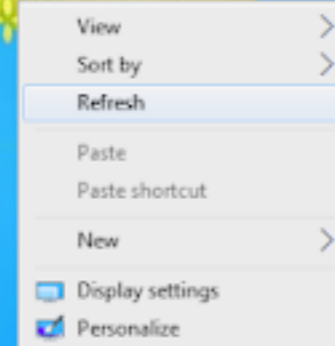 View
Sort by
Refresh
Paste
Paste shortcut
New
Display settings
Personalize